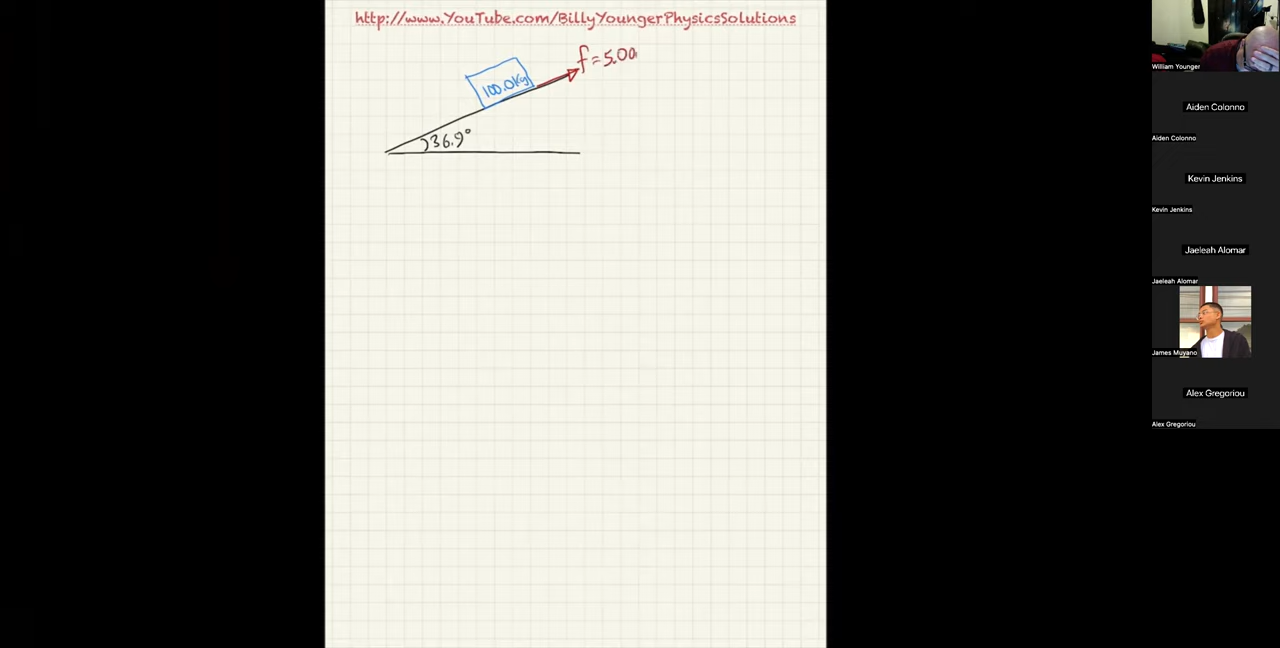 http://www.YouTube.com/BillyYoungerPhysicsSolutions
f=5.00
100.0Kg
36.9°
William Younger
Aiden Colonno
Aiden Colonno
Kevin Jenkins
Kevin Jenkins
Jaeleah Alomar
Jaeleah Alomar
James Muyano
Alex Gregoriou
Alex Gregoriou